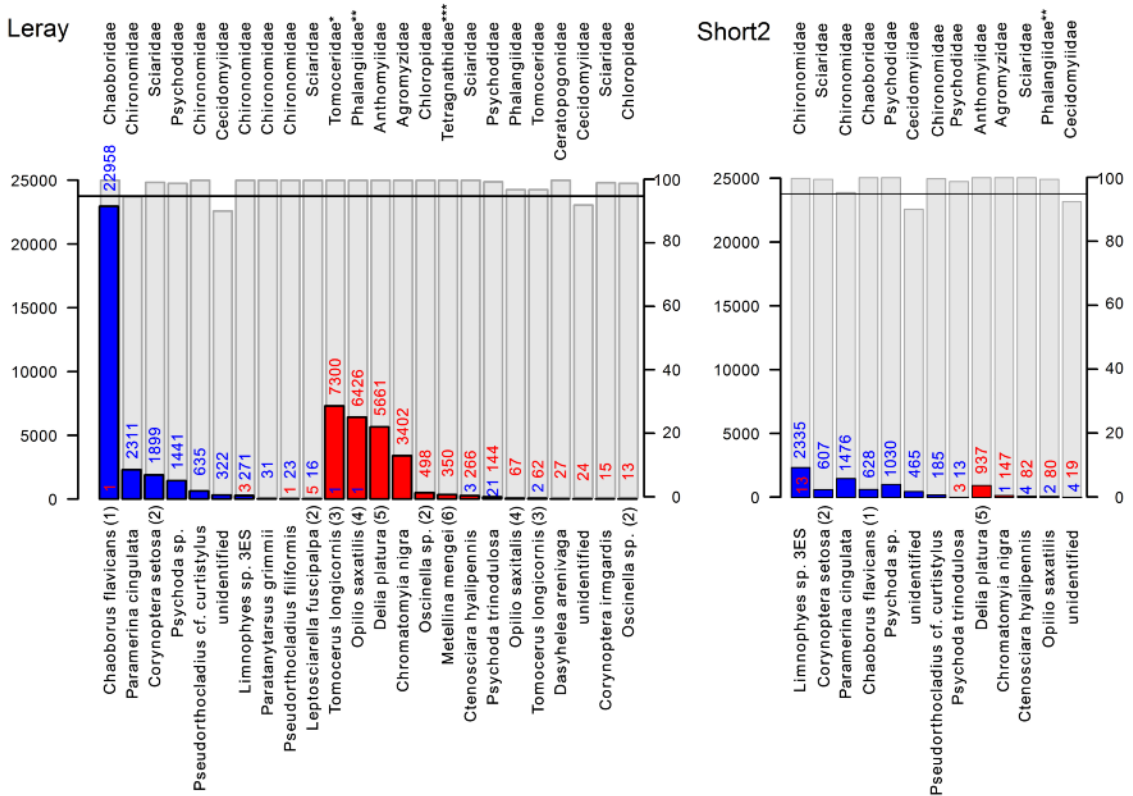 Leray
Chaoboridae
Chironomidae
Sciaridae
Psychodidae
Chironomidae
Cecidomyiidae
Chironomidae
Chironomidae
Chironomidae
Sciaridae
Tomoceridae*
Phalangiidae**
Anthomyiidae
Agromyzidae
Chloropidae
Tetragnathidae***
Sciaridae
Psychodidae
Phalangiidae
Tomoceridae
Ceratopogonidae
Cecidomyiidae
Sciaridae
Chloropidae
25000
20000
15000
10000
5000
0
100
80
60
40
20
0
22958
1
2311
1899
1441
635
322
3
271
31
1
23
5
16
7300
1
6426
1
5661
3402
498
350
3
266
21
144
67
2
62
27
24
15
13
Chaoborus flavicans (1)
Paramerina cingulata
Corynoptera setosa (2)
Psychoda sp.
Pseudorthocladius cf. curtistylus
unidentified
Limnophyes sp. 3ES
Paratanytarsus grimmii
Pseudorthocladius filiformis
Leptosciarella fuscipalpa (2)
Tomocerus longicornis (3)
Opilio saxatilis (4)
Delia platura (5)
Chromatomyia nigra
Oscinella sp. (2)
Metellina mengei (6)
Ctenosciara hyalipennis
Psychoda trinodulosa
Opilio saxitalis (4)
Tomocerus longicornis (3)
Dasyhelea arenivaga
unidentified
Corynoptera irmgardis
Oscinella sp. (2)
Short2
Chironomidae
Sciaridae
Chironomidae
Chaoboridae
Psychodidae
Cecidomyiidae
Chironomidae
Psychodidae
Anthomyiidae
Agromyzidae
Sciaridae
Phalangiidae**
Cecidomyiidae
25000
20000
15000
10000
5000
0
100
80
60
40
20
0
13
2335
607
1476
628
1030
465
185
3
13
937
1
147
4
82
2
80
4
19
Limnophyes sp. 3ES
Corynoptera setosa (2)
Paramerina cingulata
Chaoborus flavicans (1)
Psychoda sp.
unidentified
Pseudorthocladius cf. curtistylus
Psychoda trinodulosa
Delia platura (5)
Chromatomyia nigra
Ctenosciara hyalipennis
Opilio saxatilis
unidentified